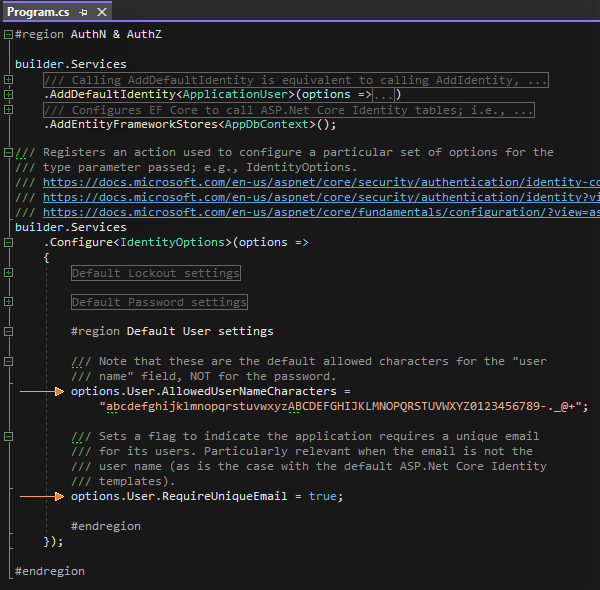 Program.cs
#region AuthN & AuthZ
builder.Services
/// Calling AddDefaultIdentity is equivalent to calling AddIdentity, ...
.AddDefaultIdentity<ApplicationUser>(options =>...)
/// Configures EF Core to call ASP.Net Core Identity tables; i.e., ...
.AddEntityFrameworkStores<AppDbContext>();
/// Registers an action used to configure a particular set of options for the
/// type parameter passed; e.g., IdentityOptions.
/// https://docs.microsoft.com/en-us/aspnet/core/security/authentication/identity-co
/// https://docs.microsoft.com/en-us/aspnet/core/security/authentication/identity?vi
/// https://docs.microsoft.com/en-us/aspnet/core/fundamentals/configuration/?view=as
builder.Services
.Configure<IdentityOptions>(options =>
{
Default Lockout settings
Default Password settings
#region Default User settings
/// Note that these are the default allowed characters for the "user
/// name" field, NOT for the password.
options.User.AllowedUserNameCharacters =
"abcdefghijklmnopqrstuvwxyzABCDEFGHIJKLMNOPQRSTUVWXYZ0123456789-._@+";
/// Sets a flag to indicate the application requires a unique email
/// for its users. Particularly relevant when the email is not the
/// user name (as is the case with the default ASP.Net Core Identity
/// templates).
options.User.RequireUniqueEmail = true;
#endregion
});
#endregion